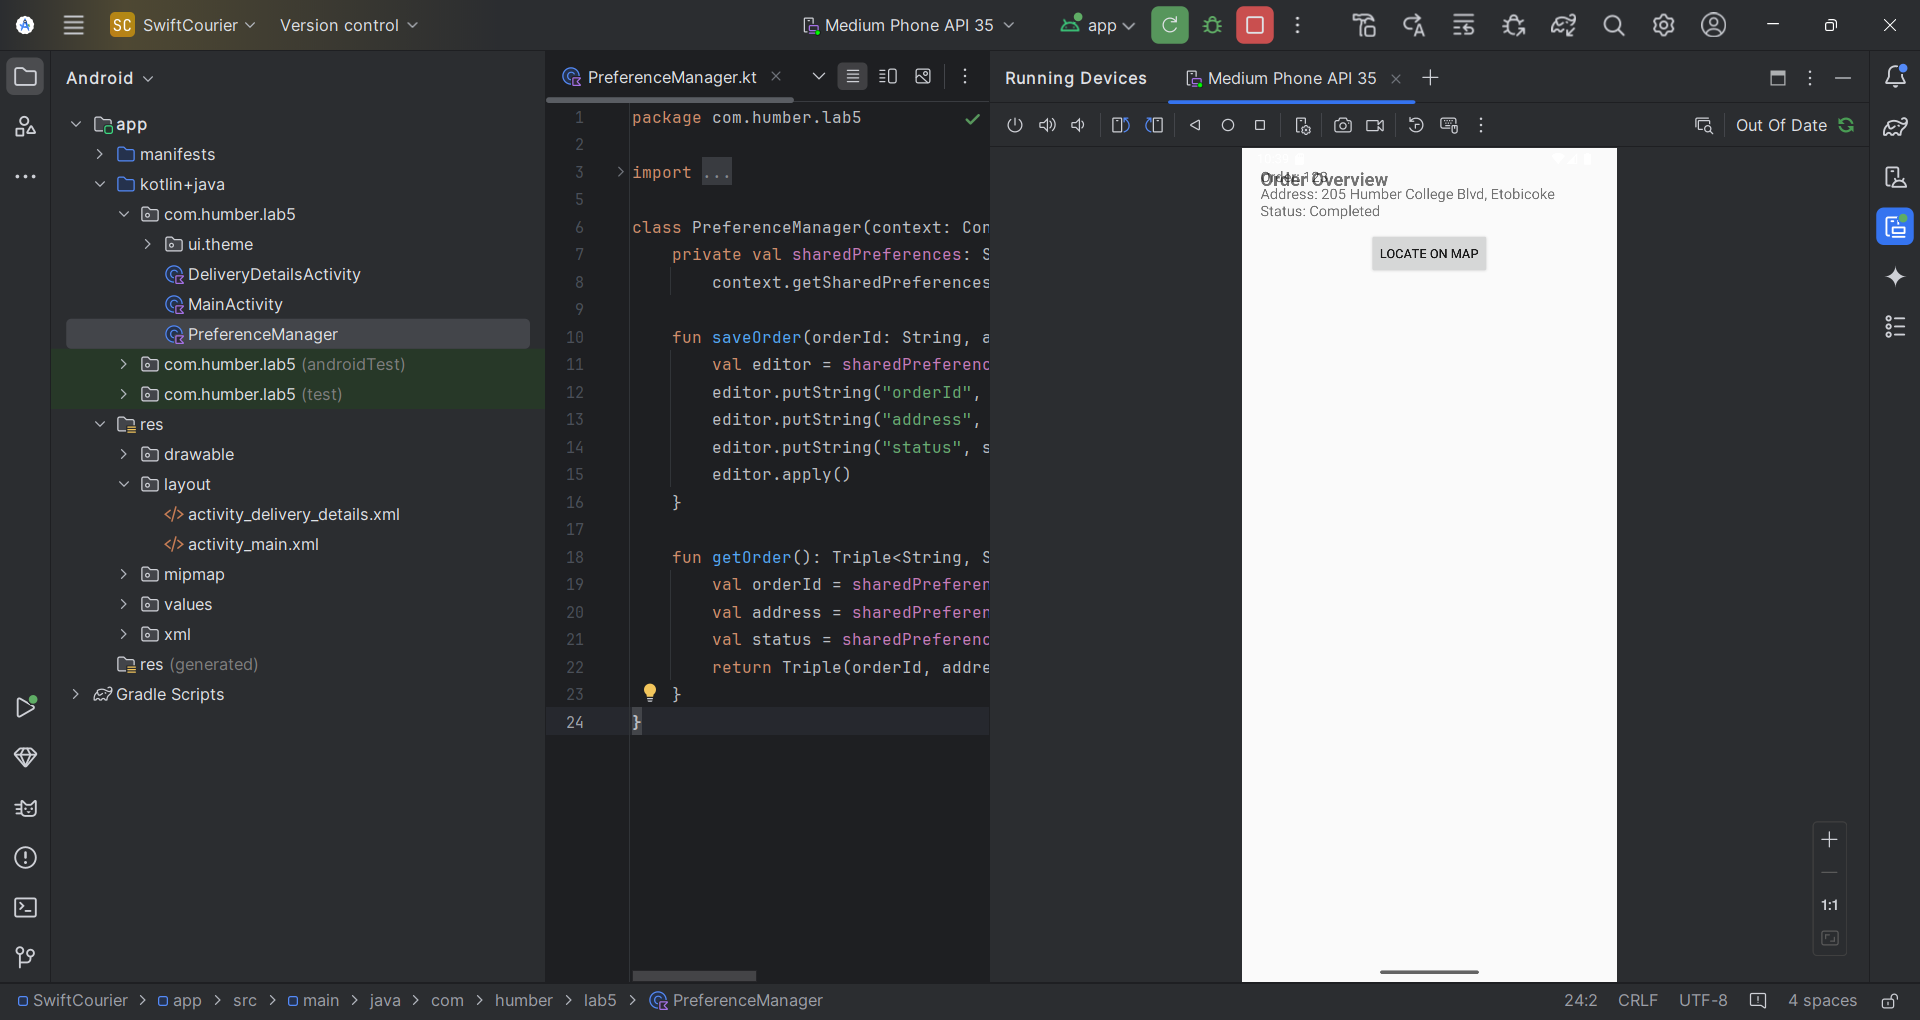 SC SwiftCourier Version control Medium Phone API 35 app
Android
app
manifests
kotlin+java
com.humber.lab5
ui.theme
DeliveryDetailsActivity
MainActivity
PreferenceManager
com.humber.lab5 (androidTest)
com.humber.lab5 (test)
res
drawable
layout
activity_delivery_details.xml
activity_main.xml
mipmap
values
xml
res (generated)
Gradle Scripts
PreferenceManager.kt
1 package com.humber.lab5
2
3 import ...
5
6 class PreferenceManager(context: Con
7 private val sharedPreferences: S
8 context.getSharedPreferences
9
10 fun saveOrder(orderId: String, a
11 val editor = sharedPreferenc
12 editor.putString("orderId",
13 editor.putString("address",
14 editor.putString("status", s
15 editor.apply()
16 }
17
18 fun getOrder(): Triple<String, S
19 val orderId = sharedPreferen
20 val address = sharedPreferen
21 val status = sharedPreferenc
22 return Triple(orderId, addre
23 }
24 }
Running Devices Medium Phone API 35
Out Of Date
Order: 123
Order Overview
Address: 205 Humber College Blvd, Etobicoke
Status: Completed
LOCATE ON MAP
1:1
SwiftCourier app src main java com humber lab5 PreferenceManager
24:2 CRLF UTF-8 4 spaces